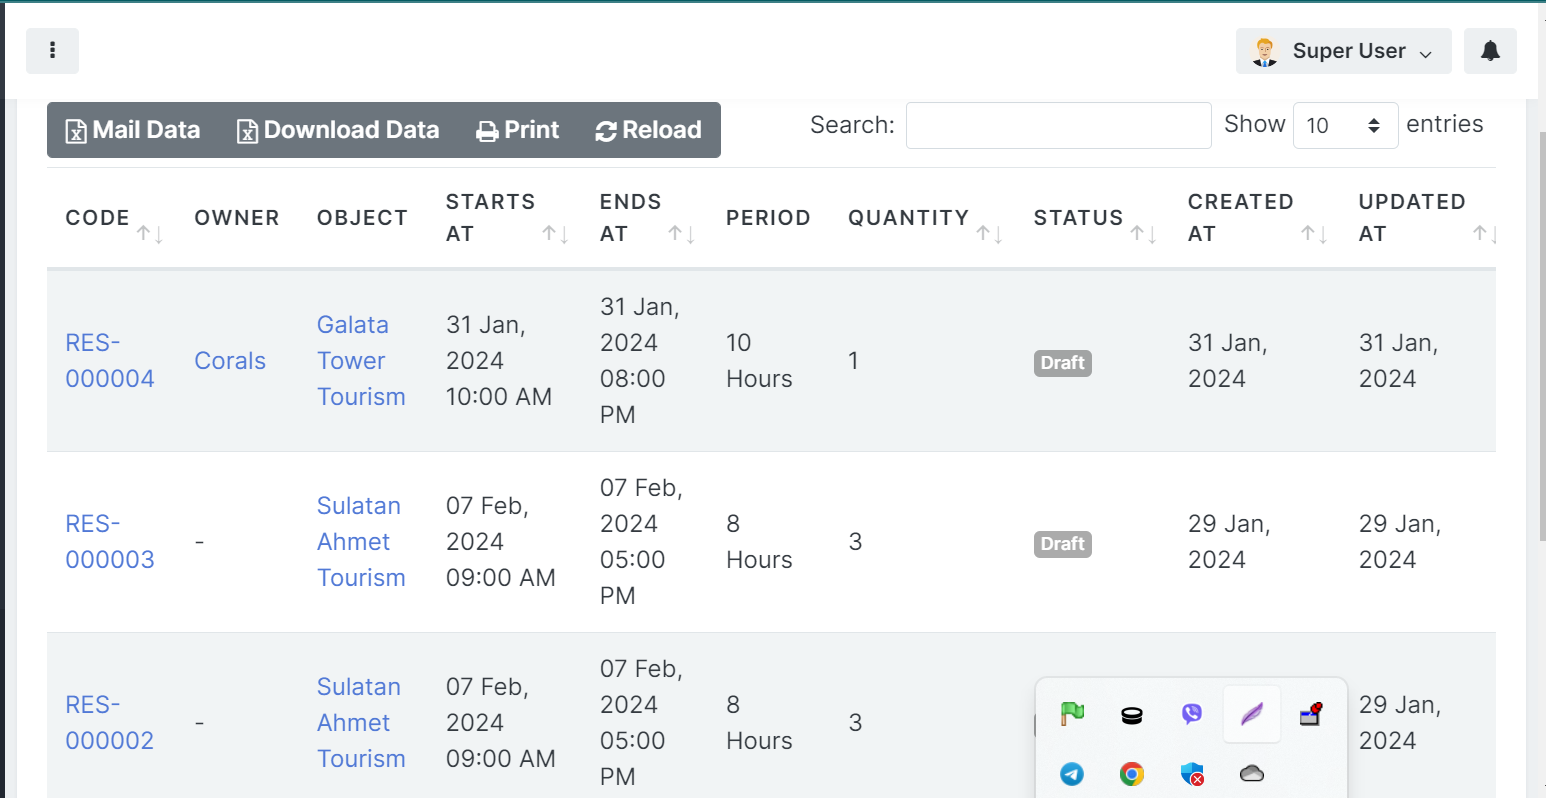 Super User
Mail Data Download Data Print Reload Search: Show 10 entries
CODE OWNER OBJECT STARTS AT ENDS AT PERIOD QUANTITY STATUS CREATED AT UPDATED AT
RES-
000004
Corals
Galata
Tower
Tourism
31 Jan,
2024
10:00 AM
31 Jan,
2024
08:00
PM
10
Hours
1
Draft
31 Jan,
2024
31 Jan,
2024
RES-
000003
-
Sulatan
Ahmet
Tourism
07 Feb,
2024
09:00 AM
07 Feb,
2024
05:00
PM
8
Hours
3
Draft
29 Jan,
2024
29 Jan,
2024
RES-
000002
-
Sulatan
Ahmet
Tourism
07 Feb,
2024
09:00 AM
07 Feb,
2024
05:00
PM
8
Hours
3
29 Jan,
2024